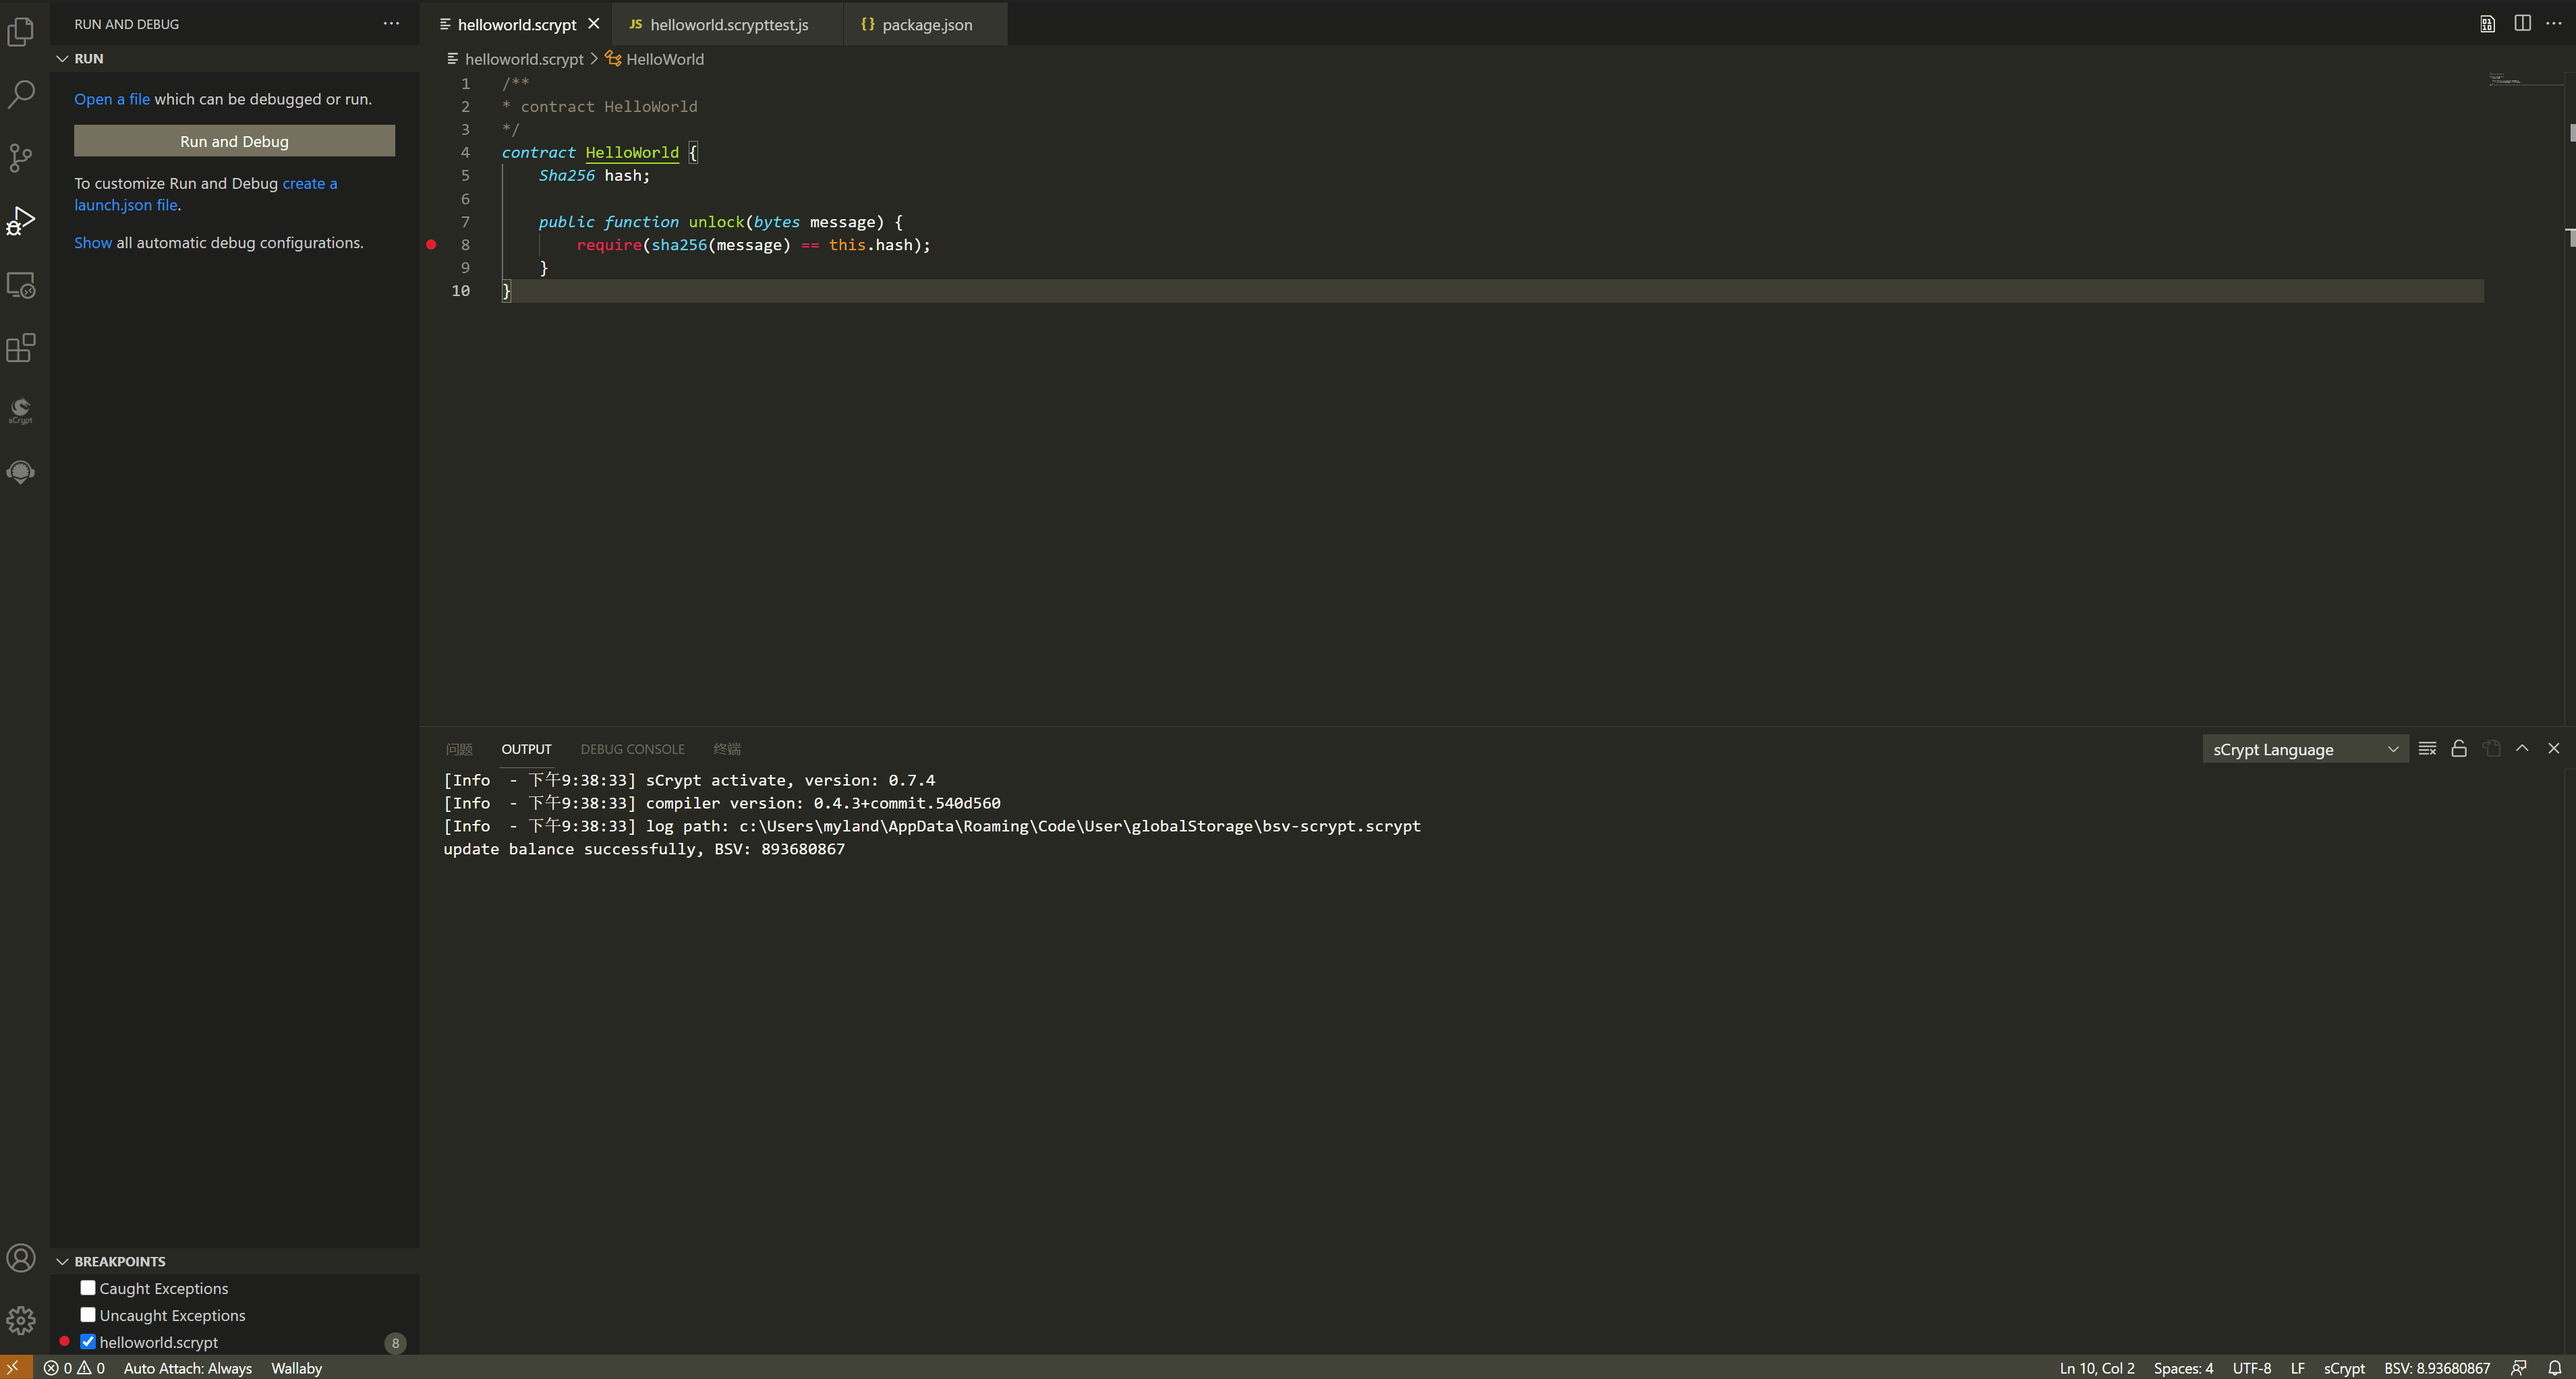 RUN AND DEBUG
RUN
Open a file which can be debugged or run.
Run and Debug
To customize Run and Debug create a
launch.json file.
Show all automatic debug configurations.
sCrypt
BREAKPOINTS
Caught Exceptions
Uncaught Exceptions
helloworld.scrypt 8
helloworld.scrypt
JS helloworld.scrypttest.js
{} package.json
helloworld.scrypt > HelloWorld
1 /**
2 * contract HelloWorld
3 */
4 contract HelloWorld {
5 Sha256 hash;
6
7 public function unlock(bytes message) {
8 require(sha256(message) == this.hash);
9 }
10 }
问题 OUTPUT DEBUG CONSOLE 终端
sCrypt Language
[Info  - 下午9:38:33] sCrypt activate, version: 0.7.4
[Info  - 下午9:38:33] compiler version: 0.4.3+commit.540d560
[Info  - 下午9:38:33] log path: c:\Users\myland\AppData\Roaming\Code\User\globalStorage\bsv-scrypt.scrypt
update balance successfully, BSV: 893680867
0 0 Auto Attach: Always Wallaby
Ln 10, Col 2 Spaces: 4 UTF-8 LF sCrypt BSV: 8.93680867